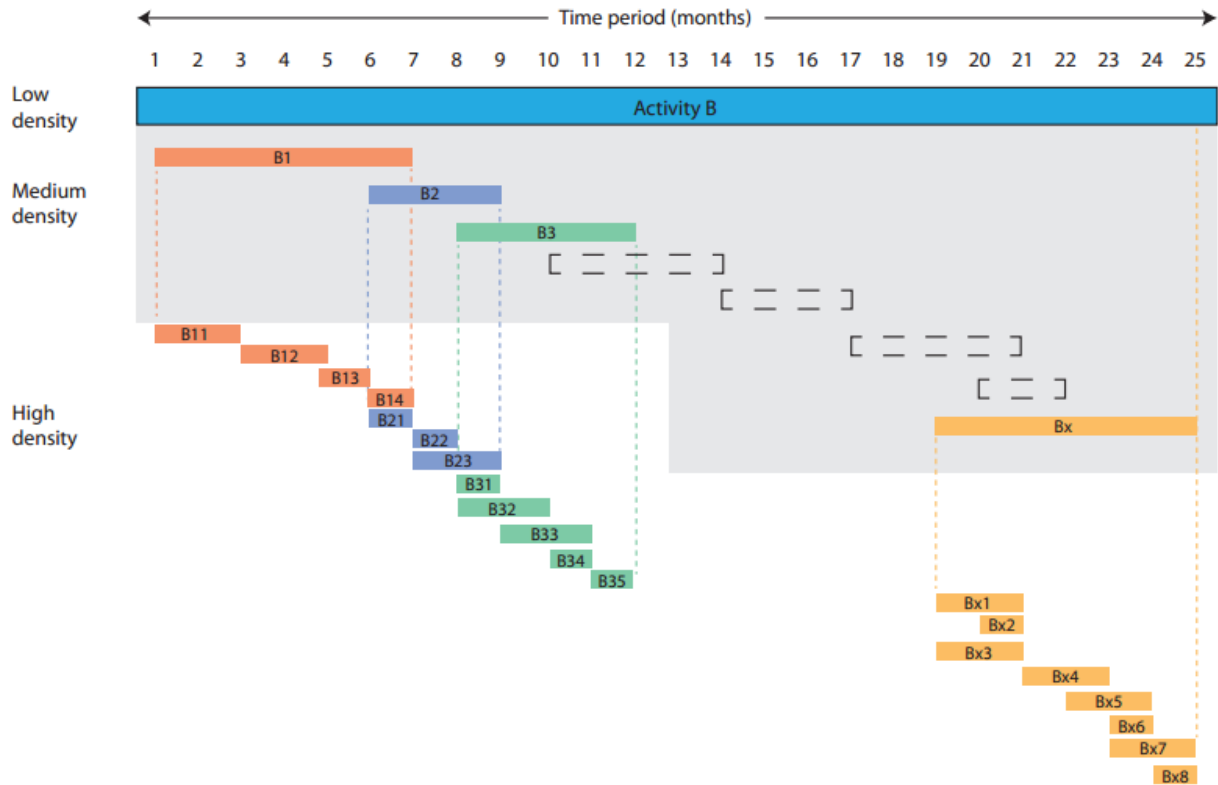 Time period (months)
1 2 3 4 5 6 7 8 9 10 11 12 13 14 15 16 17 18 19 20 21 22 23 24 25
Low
density
Activity B
B1
Medium
density
B2
B3
B11
B12
B13
B14
High
density
B21
B22
B23
B31
B32
B33
B34
B35
Bx
Bx1
Bx2
Bx3
Bx4
Bx5
Bx6
Bx7
Bx8